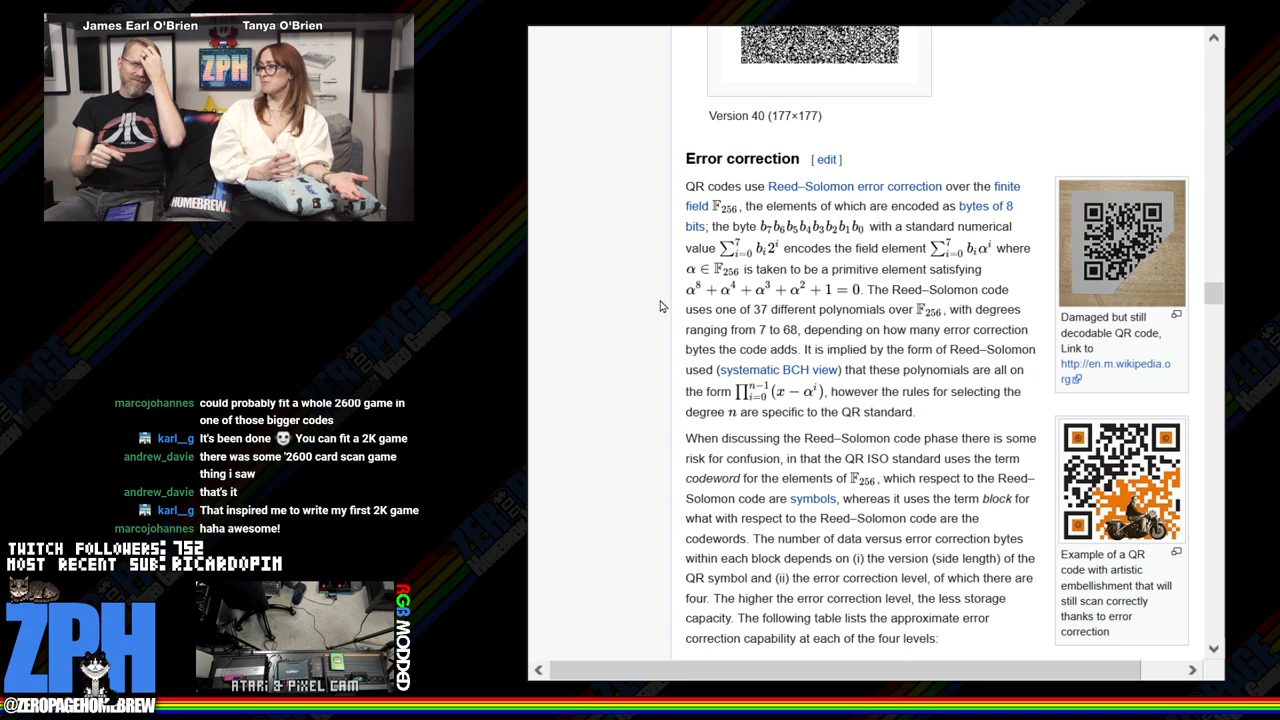 James Earl O'Brien
Tanya O'Brien
ZPH
ATARI
HOMEBREW
marcojohannes could probably fit a whole 2600 game in
one of those bigger codes
karl__g It's been done You can fit a 2K game
andrew_davie there was some '2600 card scan game
thing i saw
andrew_davie that's it
karl__g That inspired me to write my first 2K game
marcojohannes haha awesome!
TWITCH FOLLOWERS: 752
MOST RECENT SUB: RICARDOPIM
ZPH
@ZEROPAGEHOMEBREW
RGB MODDED
ATARI & PIXEL CAM
Version 40 (177×177)
Error correction [ edit ]
QR codes use Reed–Solomon error correction over the finite
field 𝔽₂₅₆, the elements of which are encoded as bytes of 8
bits; the byte b₇b₆b₅b₄b₃b₂b₁b₀ with a standard numerical
value ∑⁷ᵢ₌₀ bᵢ2ⁱ encodes the field element ∑⁷ᵢ₌₀ bᵢαⁱ where
α ∈ 𝔽₂₅₆ is taken to be a primitive element satisfying
α⁸ + α⁴ + α³ + α² + 1 = 0. The Reed–Solomon code
uses one of 37 different polynomials over 𝔽₂₅₆, with degrees
ranging from 7 to 68, depending on how many error correction
bytes the code adds. It is implied by the form of Reed–Solomon
used (systematic BCH view) that these polynomials are all on
the form ∏ⁿ⁻¹ᵢ₌₀(x − αⁱ), however the rules for selecting the
degree n are specific to the QR standard.
When discussing the Reed–Solomon code phase there is some
risk for confusion, in that the QR ISO standard uses the term
codeword for the elements of 𝔽₂₅₆, which respect to the Reed–
Solomon code are symbols, whereas it uses the term block for
what with respect to the Reed–Solomon code are the
codewords. The number of data versus error correction bytes
within each block depends on (i) the version (side length) of the
QR symbol and (ii) the error correction level, of which there are
four. The higher the error correction level, the less storage
capacity. The following table lists the approximate error
correction capability at each of the four levels:
Damaged but still
decodable QR code,
Link to
http://en.m.wikipedia.o
rg
Example of a QR
code with artistic
embellishment that will
still scan correctly
thanks to error
correction